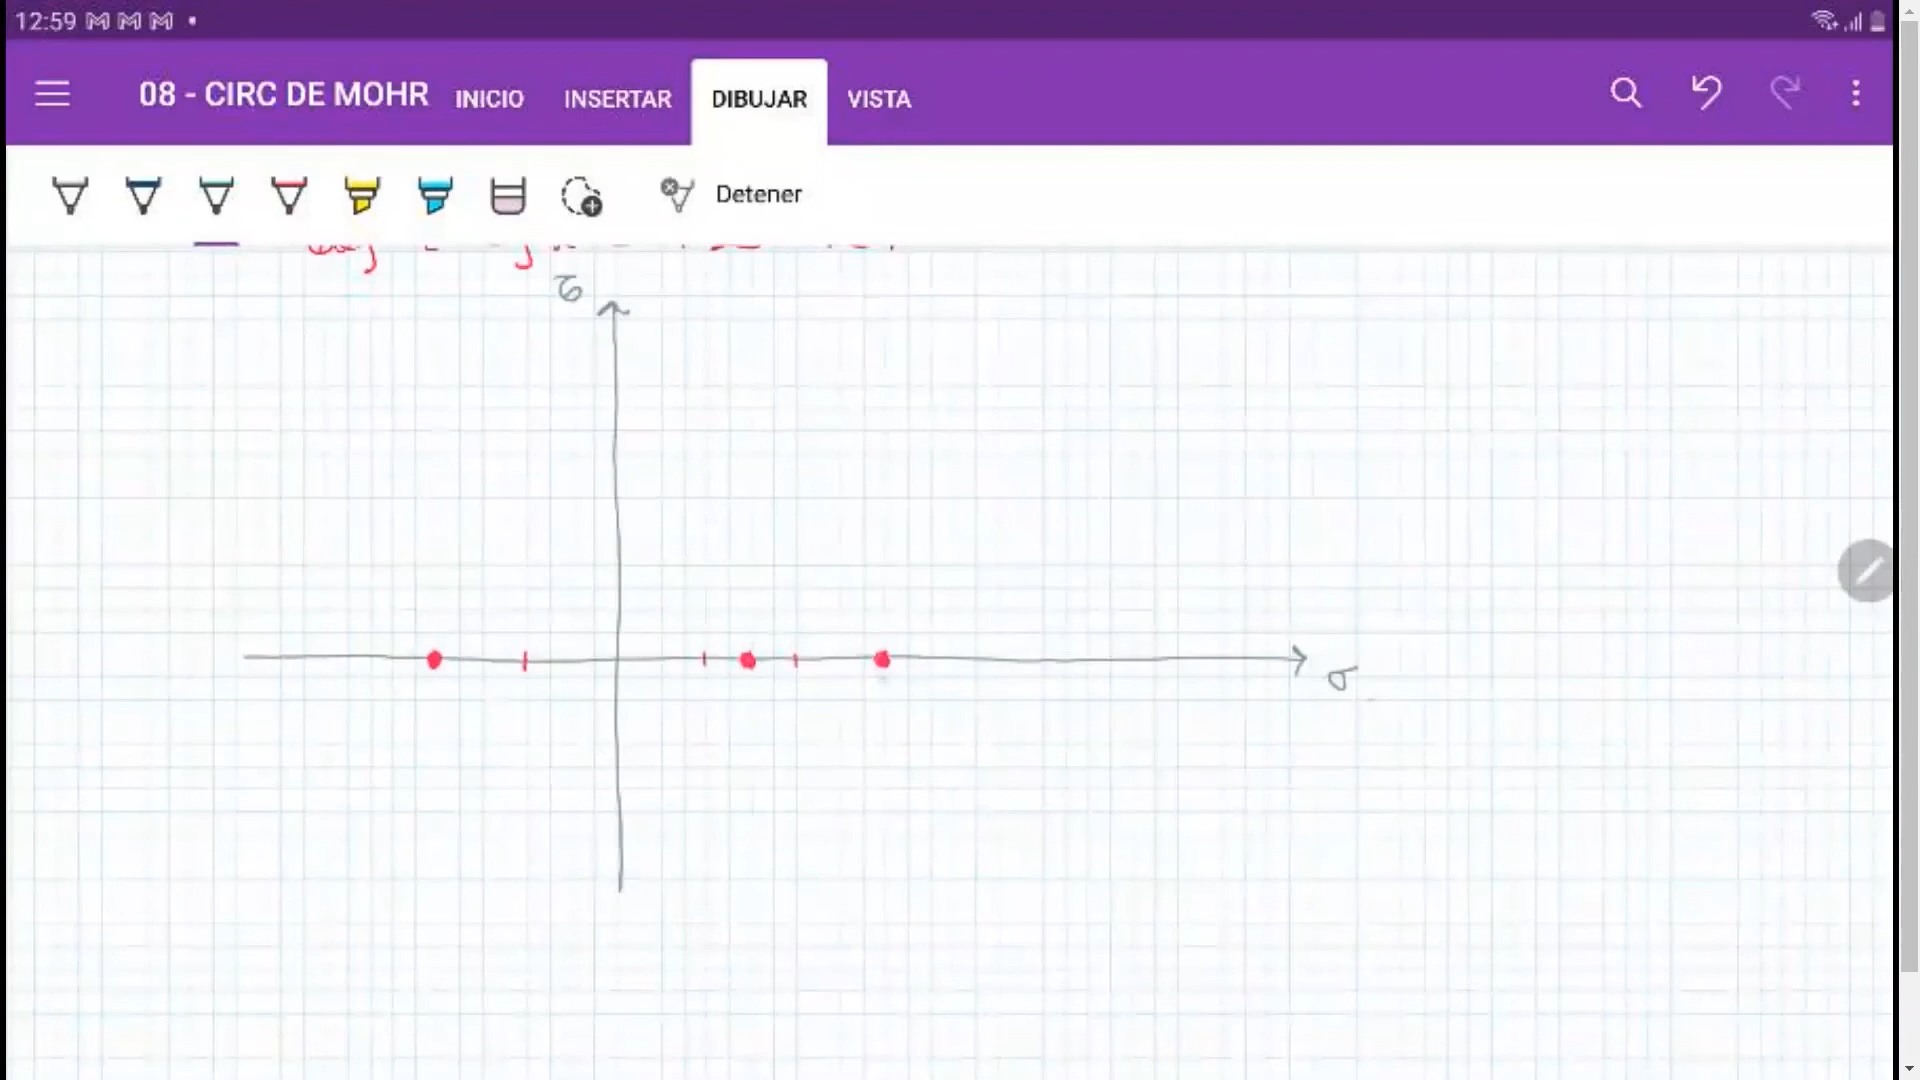 12:59
08 - CIRC DE MOHR INICIO INSERTAR DIBUJAR VISTA
Detener
τ
σ